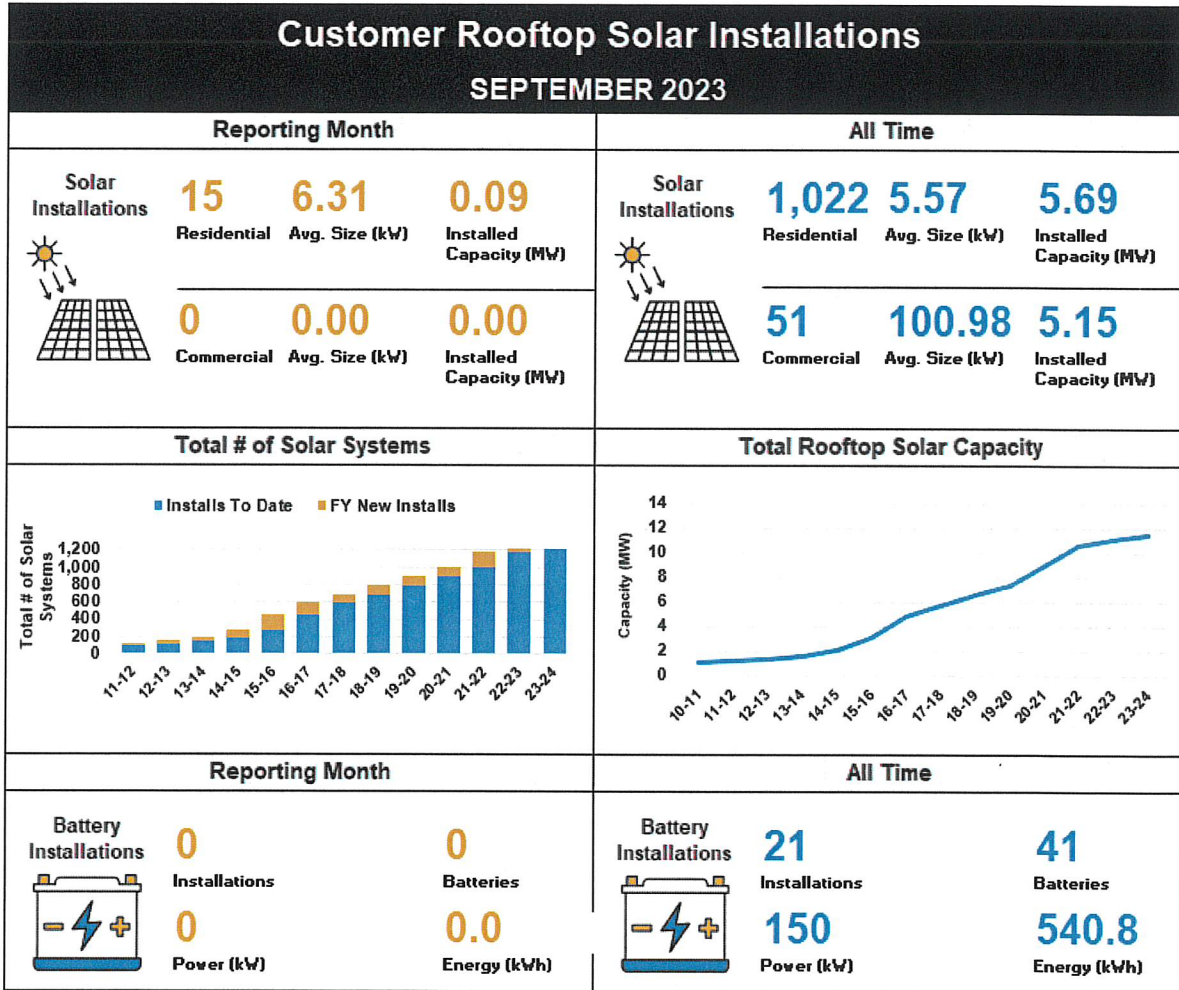 Customer Rooftop Solar Installations
SEPTEMBER 2023
Reporting Month
Solar
Installations
15
Residential
6.31
Avg. Size (kW)
0.09
Installed
Capacity (MW)
0
Commercial
0.00
Avg. Size (kW)
0.00
Installed
Capacity (MW)
All Time
Solar
Installations
1,022
Residential
5.57
Avg. Size (kW)
5.69
Installed
Capacity (MW)
51
Commercial
100.98
Avg. Size (kW)
5.15
Installed
Capacity (MW)
Total # of Solar Systems
Installs To Date
FY New Installs
Total # of Solar
Systems
1,200
1,000
800
600
400
200
0
11-12
12-13
13-14
14-15
15-16
16-17
17-18
18-19
19-20
20-21
21-22
22-23
23-24
Total Rooftop Solar Capacity
Capacity (MW)
14
12
10
8
6
4
2
0
10-11
11-12
12-13
13-14
14-15
15-16
16-17
17-18
18-19
19-20
20-21
21-22
22-23
23-24
Reporting Month
Battery
Installations
0
Installations
0
Batteries
0
Power (kW)
0.0
Energy (kWh)
All Time
Battery
Installations
21
Installations
41
Batteries
150
Power (kW)
540.8
Energy (kWh)